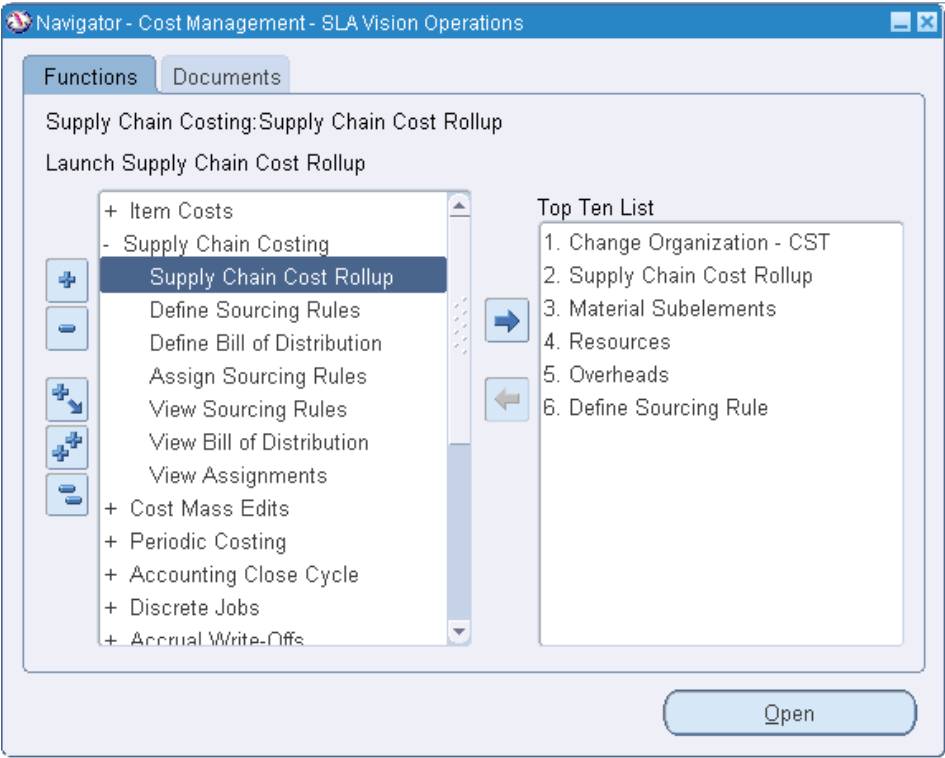 Navigator - Cost Management - SLA Vision Operations
Functions
Documents
Supply Chain Costing:Supply Chain Cost Rollup
Launch Supply Chain Cost Rollup
+ Item Costs
- Supply Chain Costing
Supply Chain Cost Rollup
Define Sourcing Rules
Define Bill of Distribution
Assign Sourcing Rules
View Sourcing Rules
View Bill of Distribution
View Assignments
+ Cost Mass Edits
+ Periodic Costing
+ Accounting Close Cycle
+ Discrete Jobs
+ Accrual Write-Offs
Top Ten List
1. Change Organization - CST
2. Supply Chain Cost Rollup
3. Material Subelements
4. Resources
5. Overheads
6. Define Sourcing Rule
Open